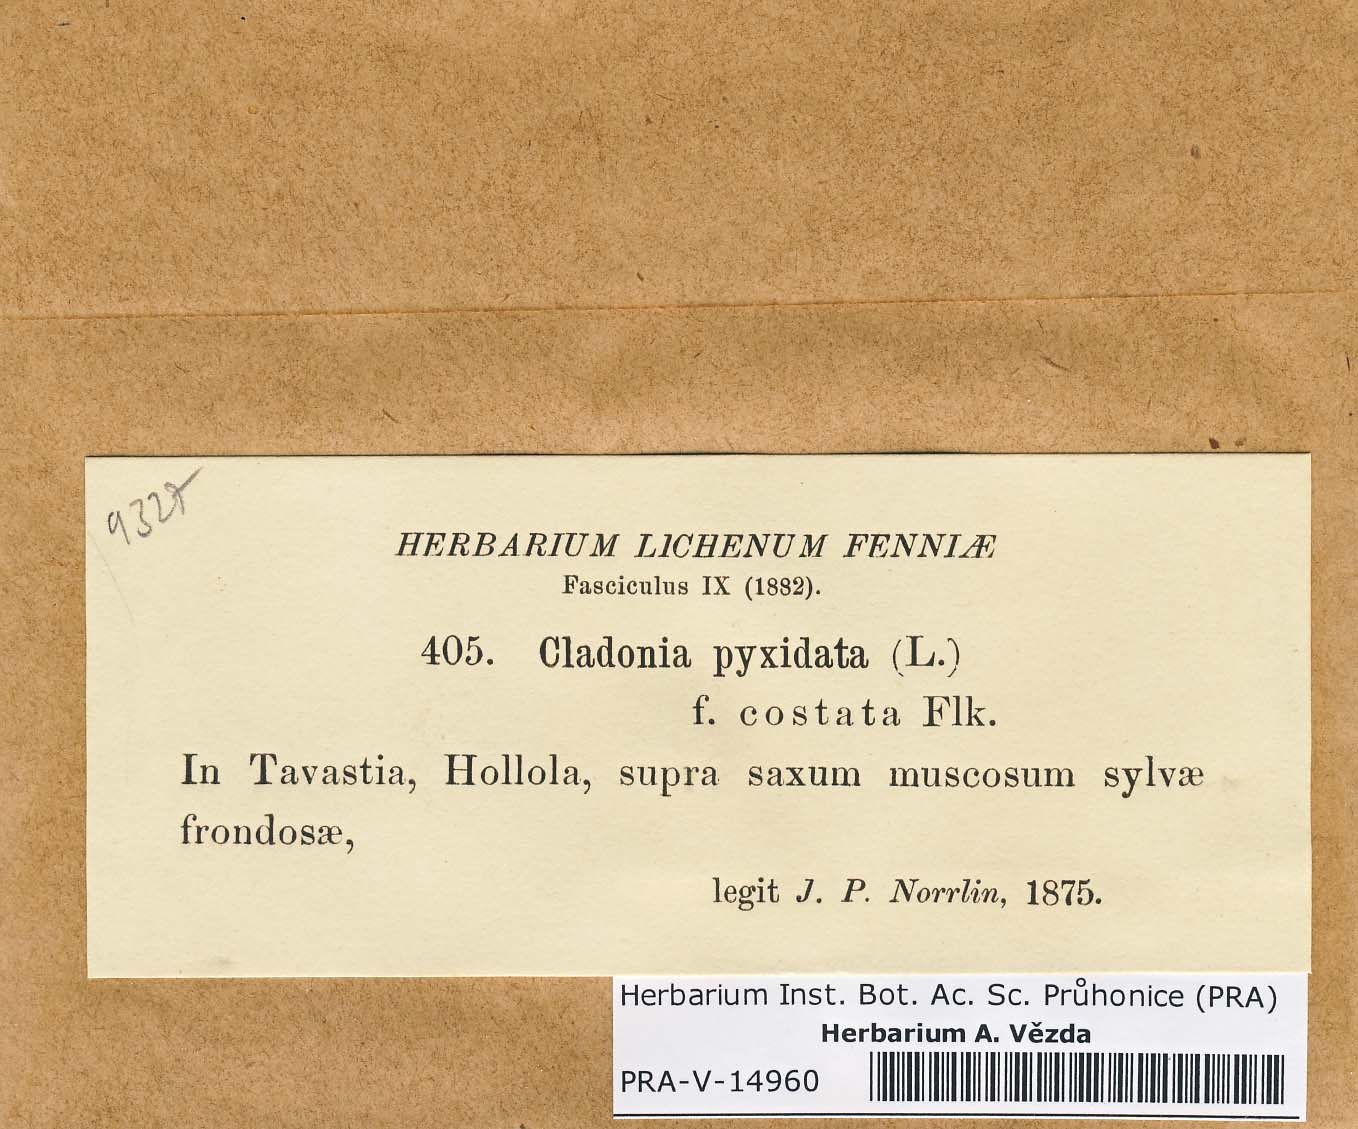 9327
HERBARIUM LICHENUM FENNIÆ
Fasciculus IX (1882).
405. Cladonia pyxidata (L.)
f. costata Flk.
In Tavastia, Hollola, supra saxum muscosum sylvæ
frondosæ,
legit J. P. Norrlin, 1875.
Herbarium Inst. Bot. Ac. Sc. Průhonice (PRA)
Herbarium A. Vězda
PRA-V-14960